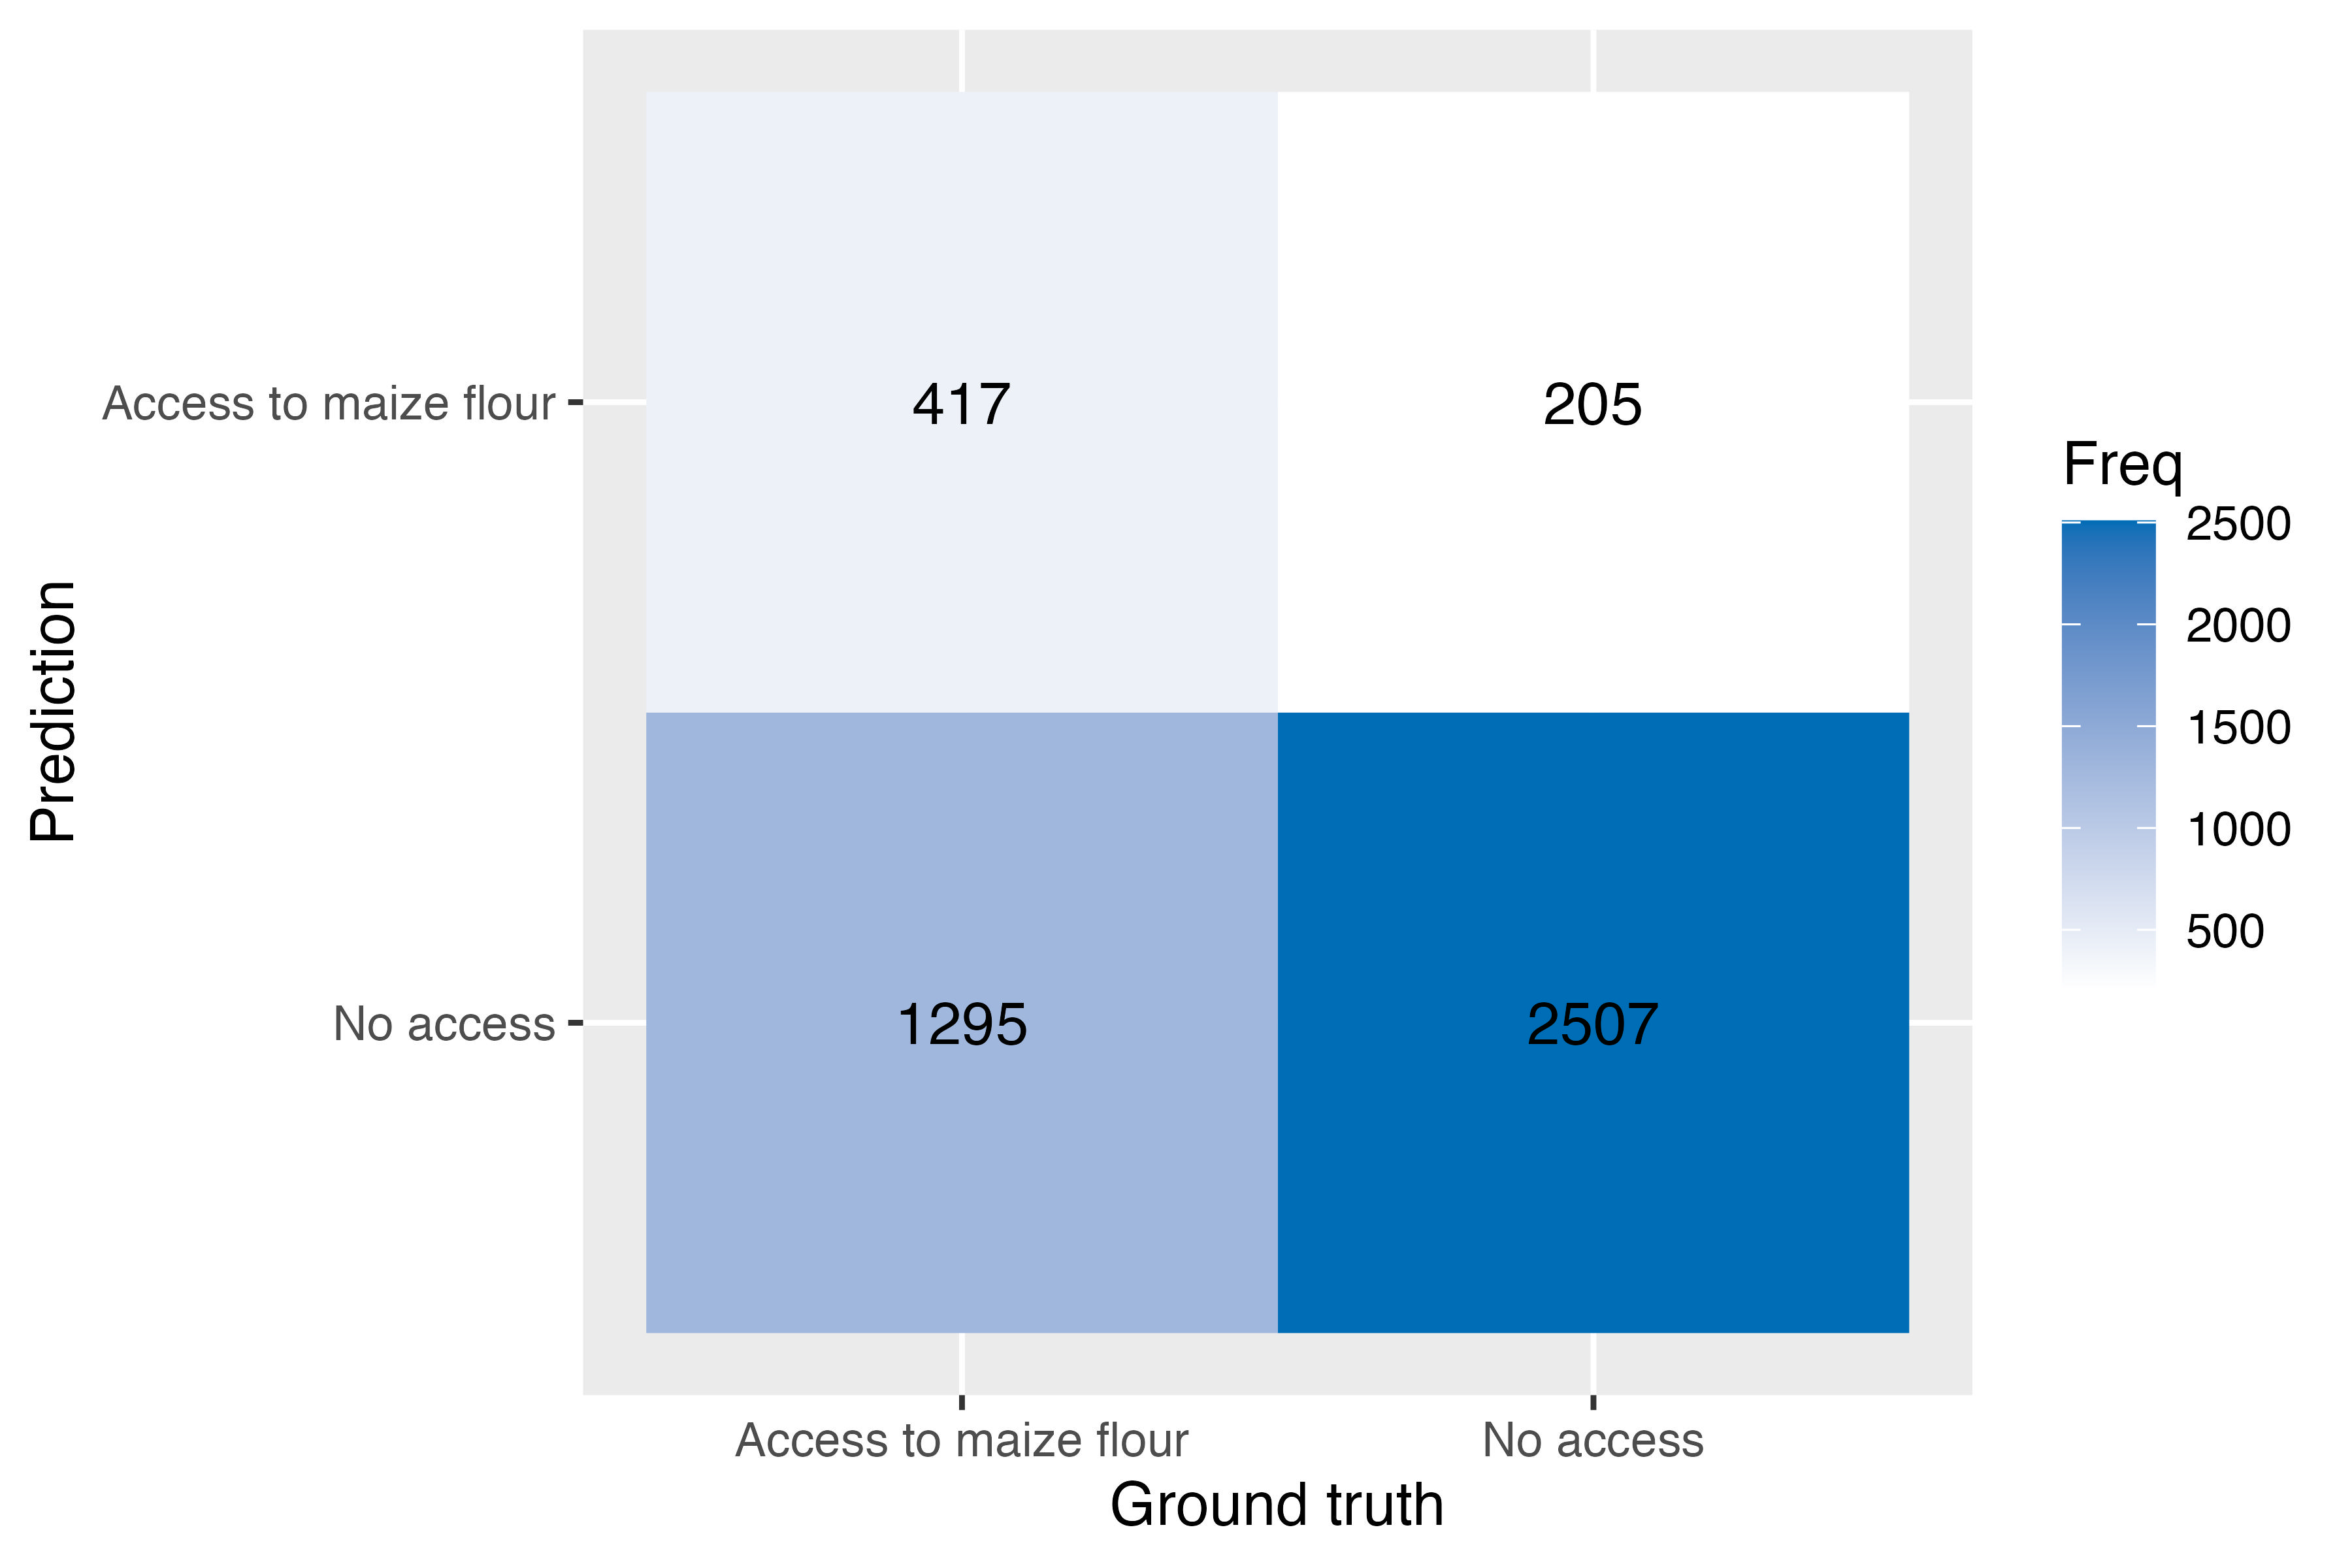 Prediction
Access to maize flour
No access
417
205
1295
2507
Access to maize flour
No access
Ground truth
Freq
2500
2000
1500
1000
500